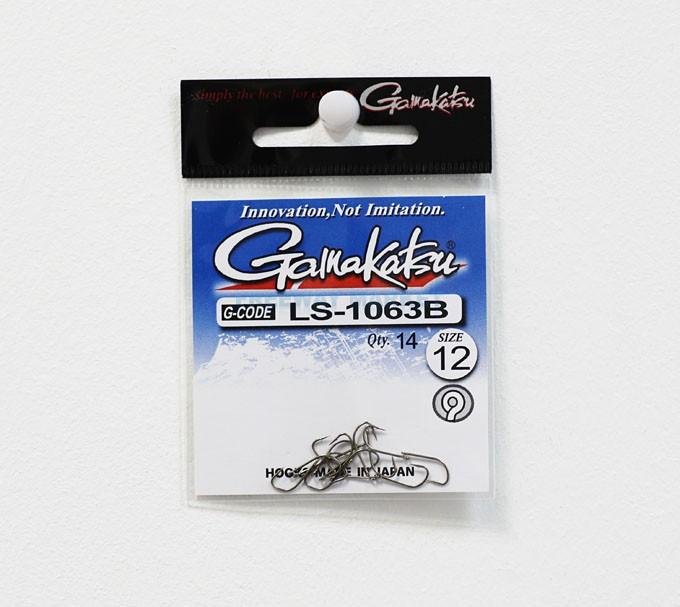 Simply the best for
Gamakatsu
Innovation,Not Imitation.
Gamakatsu®
G-CODE LS-1063B
Qty. 14
SIZE
12
MADE IN JAPAN